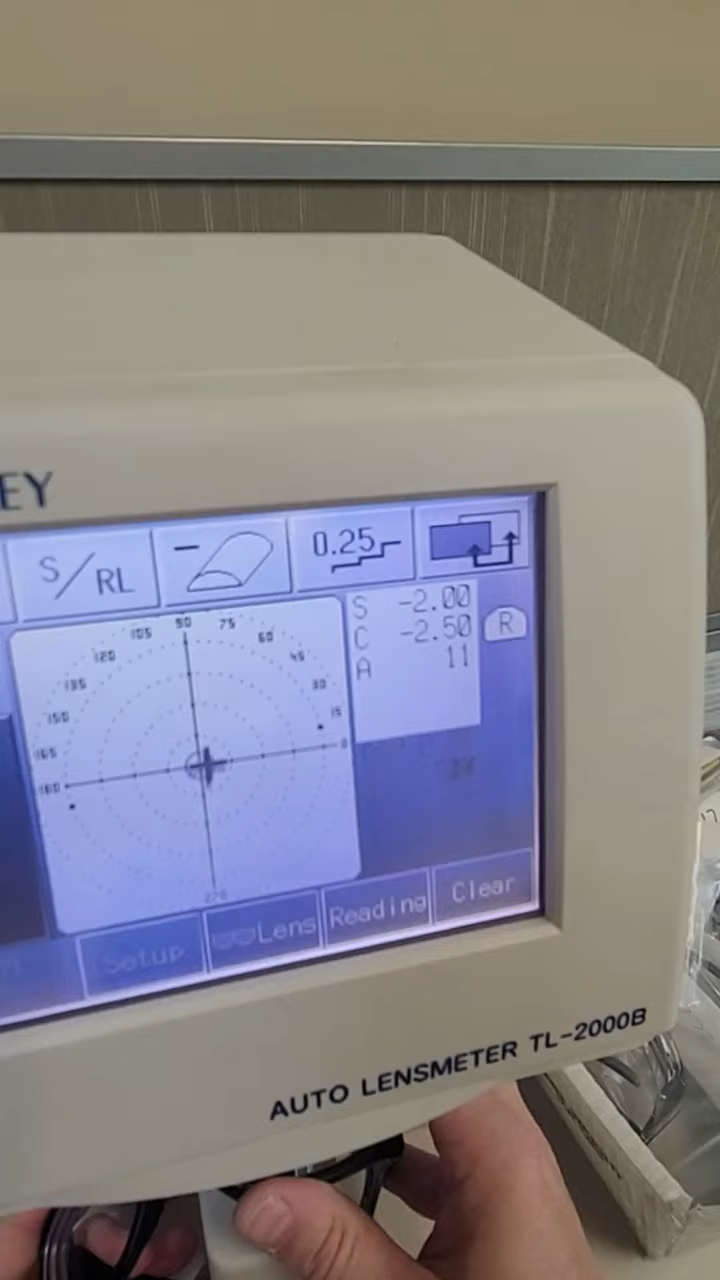 EY
S/RL
0.25
S -2.00
C -2.50
A 11
R
105 90 75
120 60
135 45
150 30
165 15
180 0
270
Setup Lens Reading Clear
AUTO LENSMETER TL-2000B